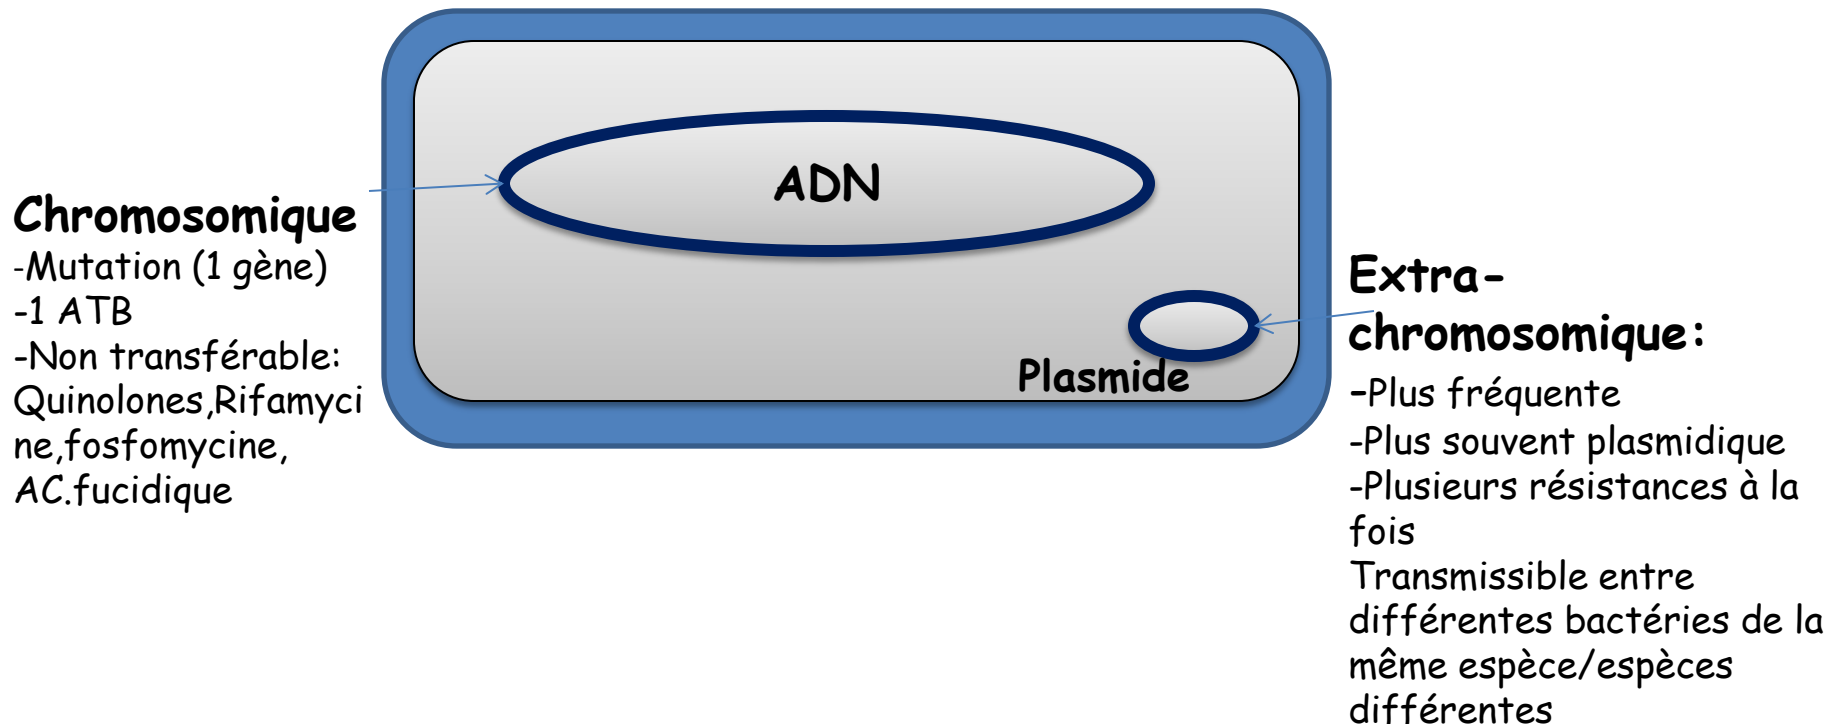 ADN
Chromosomique
-Mutation (1 gène)
-1 ATB
-Non transférable:
Quinolones,Rifamyci
ne,fosfomycine,
AC.fucidique
Plasmide
Extra-
chromosomique:
-Plus fréquente
-Plus souvent plasmidique
-Plusieurs résistances à la
fois
Transmissible entre
différentes bactéries de la
même espèce/espèces
différentes